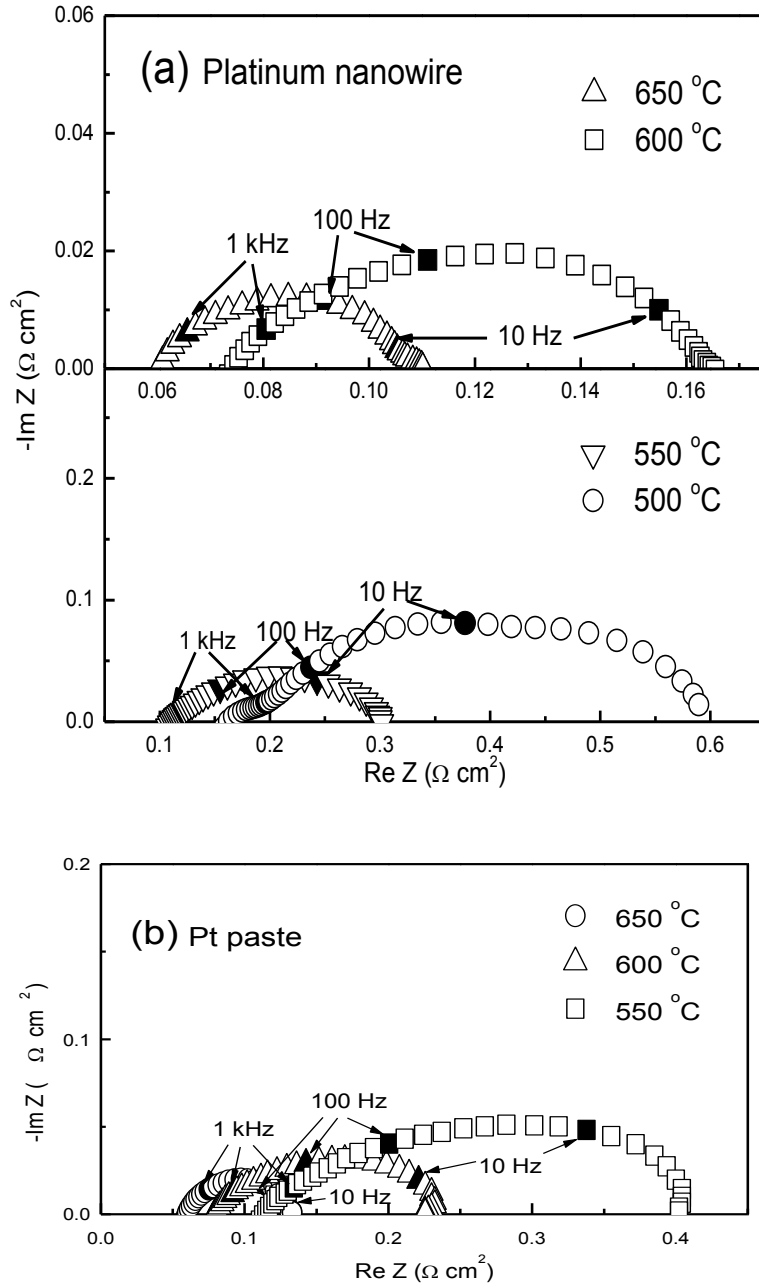 0.06
(a) Platinum nanowire
650 °C
600 °C
0.04
100 Hz
1 kHz
0.02
10 Hz
0.00
0.06 0.08 0.10 0.12 0.14 0.16
-Im Z (Ω cm²)
550 °C
500 °C
0.2
10 Hz
100 Hz
1 kHz
0.1
0.0
0.1 0.2 0.3 0.4 0.5 0.6
Re Z (Ω cm²)
0.2
(b) Pt paste
650 °C
600 °C
550 °C
-Im Z ( Ω cm²)
0.1
100 Hz
1 kHz
10 Hz
10 Hz
0.0
0.0 0.1 0.2 0.3 0.4
Re Z (Ω cm²)